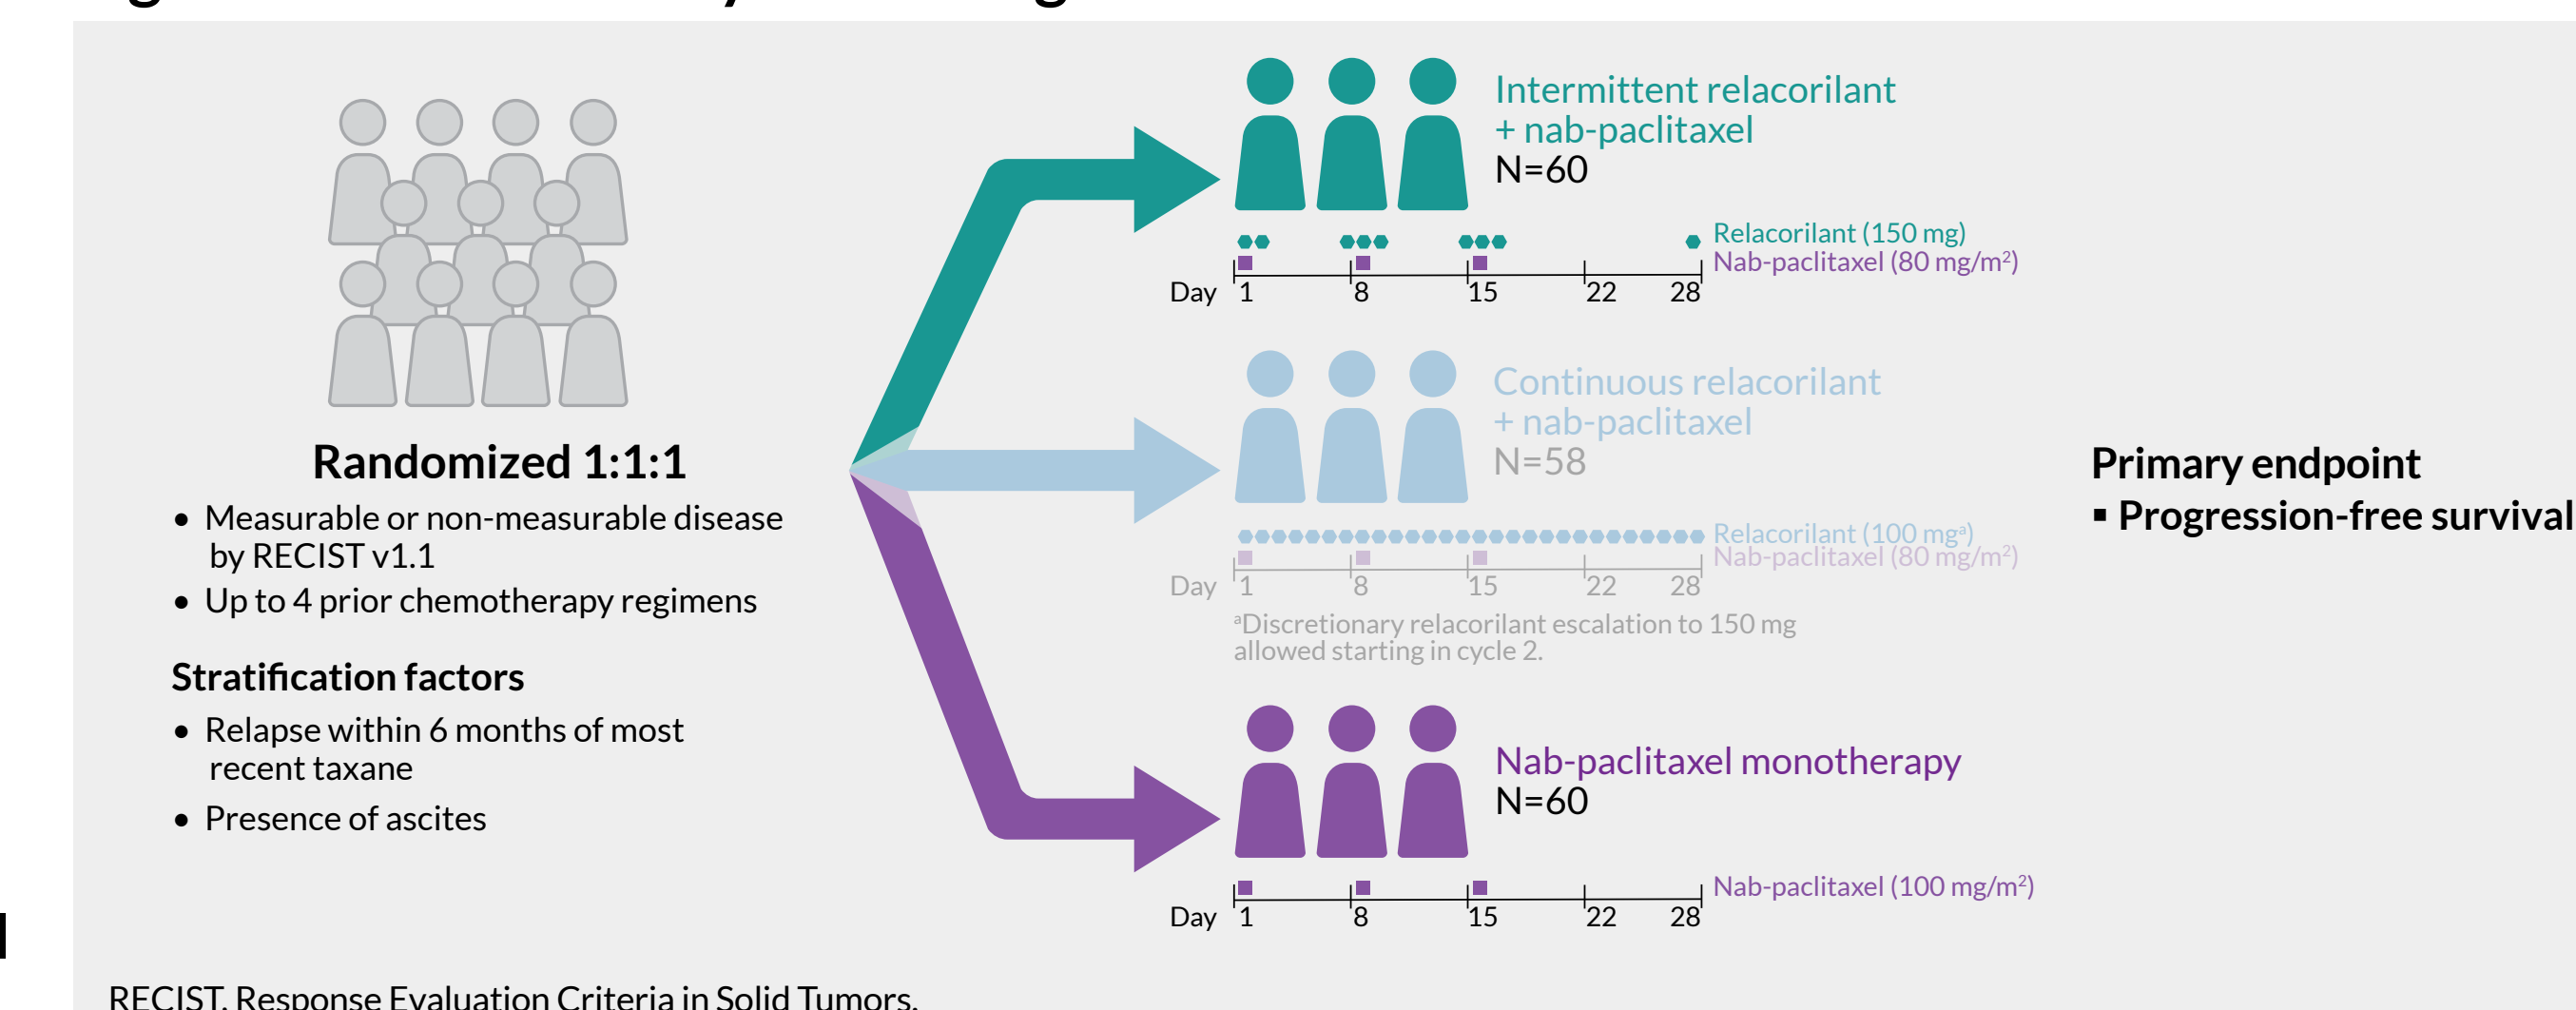 Randomized 1:1:1
• Measurable or non-measurable disease
by RECIST v1.1
• Up to 4 prior chemotherapy regimens
Stratification factors
• Relapse within 6 months of most
recent taxane
• Presence of ascites
Intermittent relacorilant
+ nab-paclitaxel
N=60
Relacorilant (150 mg)
Nab-paclitaxel (80 mg/m²)
Day 1 8 15 22 28
Continuous relacorilant
+ nab-paclitaxel
N=58
Relacorilant (100 mgᵃ)
Nab-paclitaxel (80 mg/m²)
Day 1 8 15 22 28
ᵃDiscretionary relacorilant escalation to 150 mg
allowed starting in cycle 2.
Nab-paclitaxel monotherapy
N=60
Nab-paclitaxel (100 mg/m²)
Day 1 8 15 22 28
Primary endpoint
▪ Progression-free survival
RECIST, Response Evaluation Criteria in Solid Tumors.